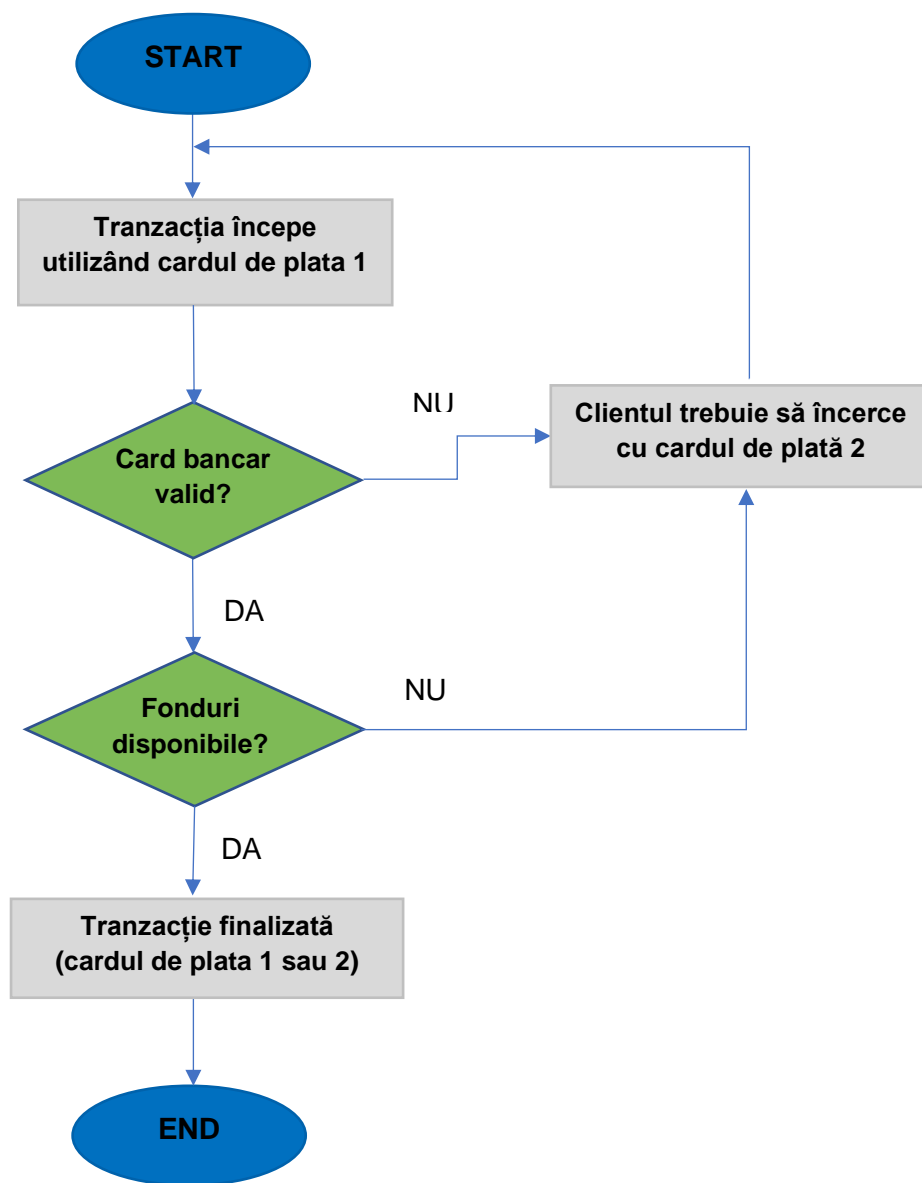 START
Tranzacția începe
utilizând cardul de plata 1
NU
Clientul trebuie să încerce
cu cardul de plată 2
Card bancar
valid?
DA
NU
Fonduri
disponibile?
DA
Tranzacție finalizată
(cardul de plata 1 sau 2)
END